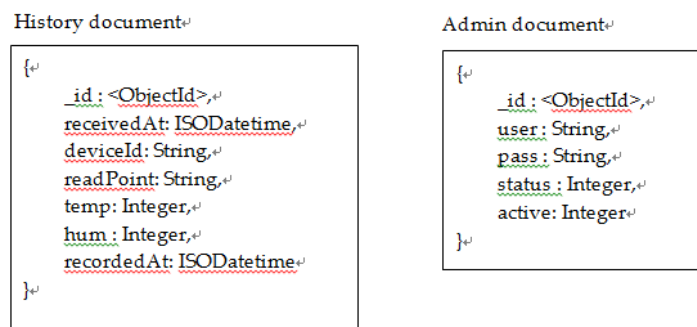 History document
{
_id : <ObjectId>,
receivedAt: ISODatetime,
deviceId: String,
readPoint: String,
temp: Integer,
hum : Integer,
recordedAt: ISODatetime
}
Admin document
{
_id : <ObjectId>,
user : String,
pass : String,
status : Integer,
active: Integer
}